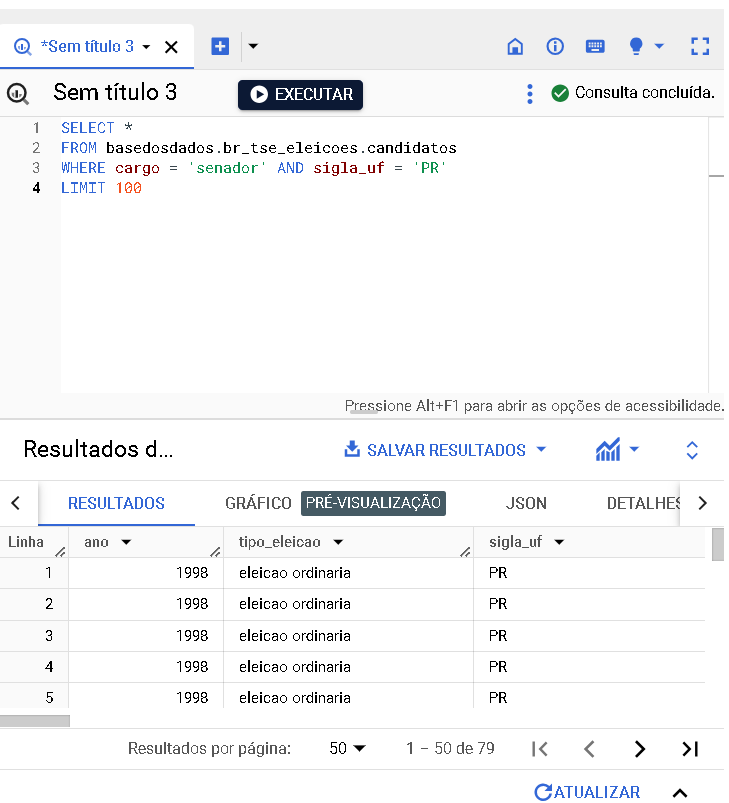 *Sem título 3
Sem título 3
EXECUTAR
Consulta concluída.
1 SELECT *
2 FROM basedosdados.br_tse_eleicoes.candidatos
3 WHERE cargo = 'senador' AND sigla_uf = 'PR'
4 LIMIT 100
Pressione Alt+F1 para abrir as opções de acessibilidade.
Resultados d...
SALVAR RESULTADOS
RESULTADOS GRÁFICO PRÉ-VISUALIZAÇÃO JSON DETALHES
Linha ano tipo_eleicao sigla_uf
1 1998 eleicao ordinaria PR
2 1998 eleicao ordinaria PR
3 1998 eleicao ordinaria PR
4 1998 eleicao ordinaria PR
5 1998 eleicao ordinaria PR
Resultados por página: 50 1 – 50 de 79
ATUALIZAR